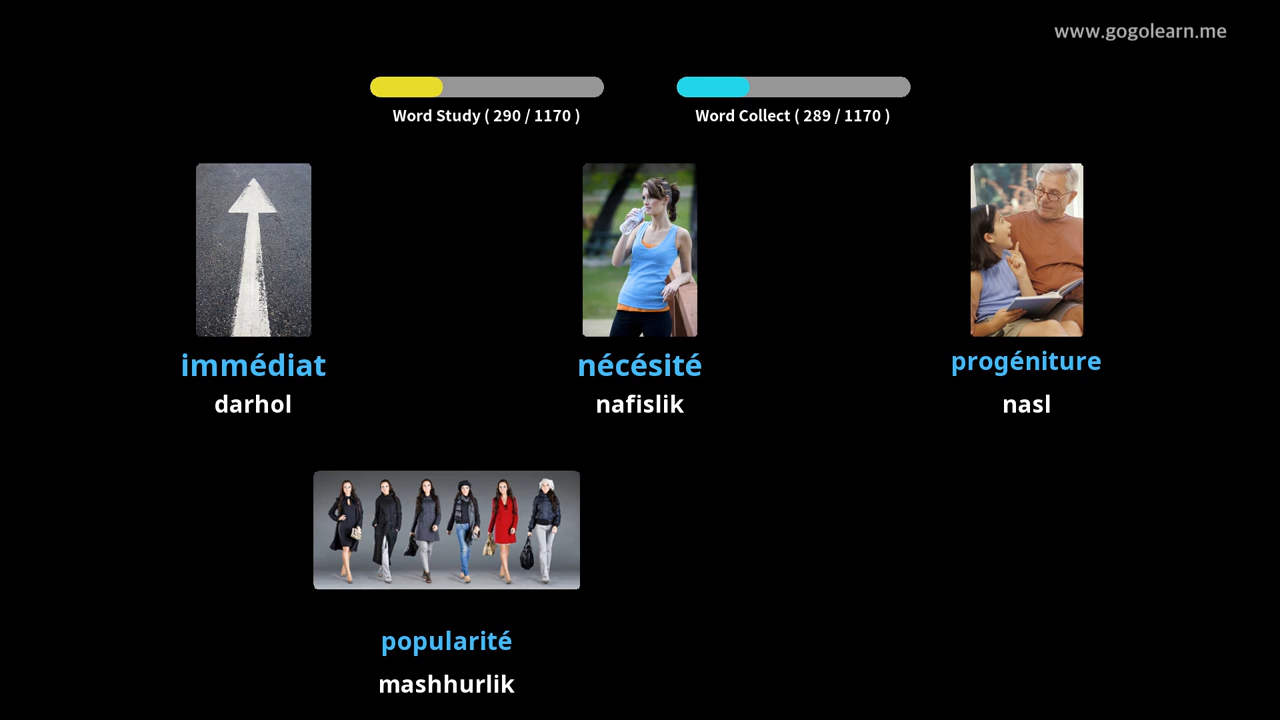 www.gogolearn.me
Word Study ( 290 / 1170 )
Word Collect ( 289 / 1170 )
immédiat
darhol
nécésité
nafislik
progéniture
nasl
popularité
mashhurlik